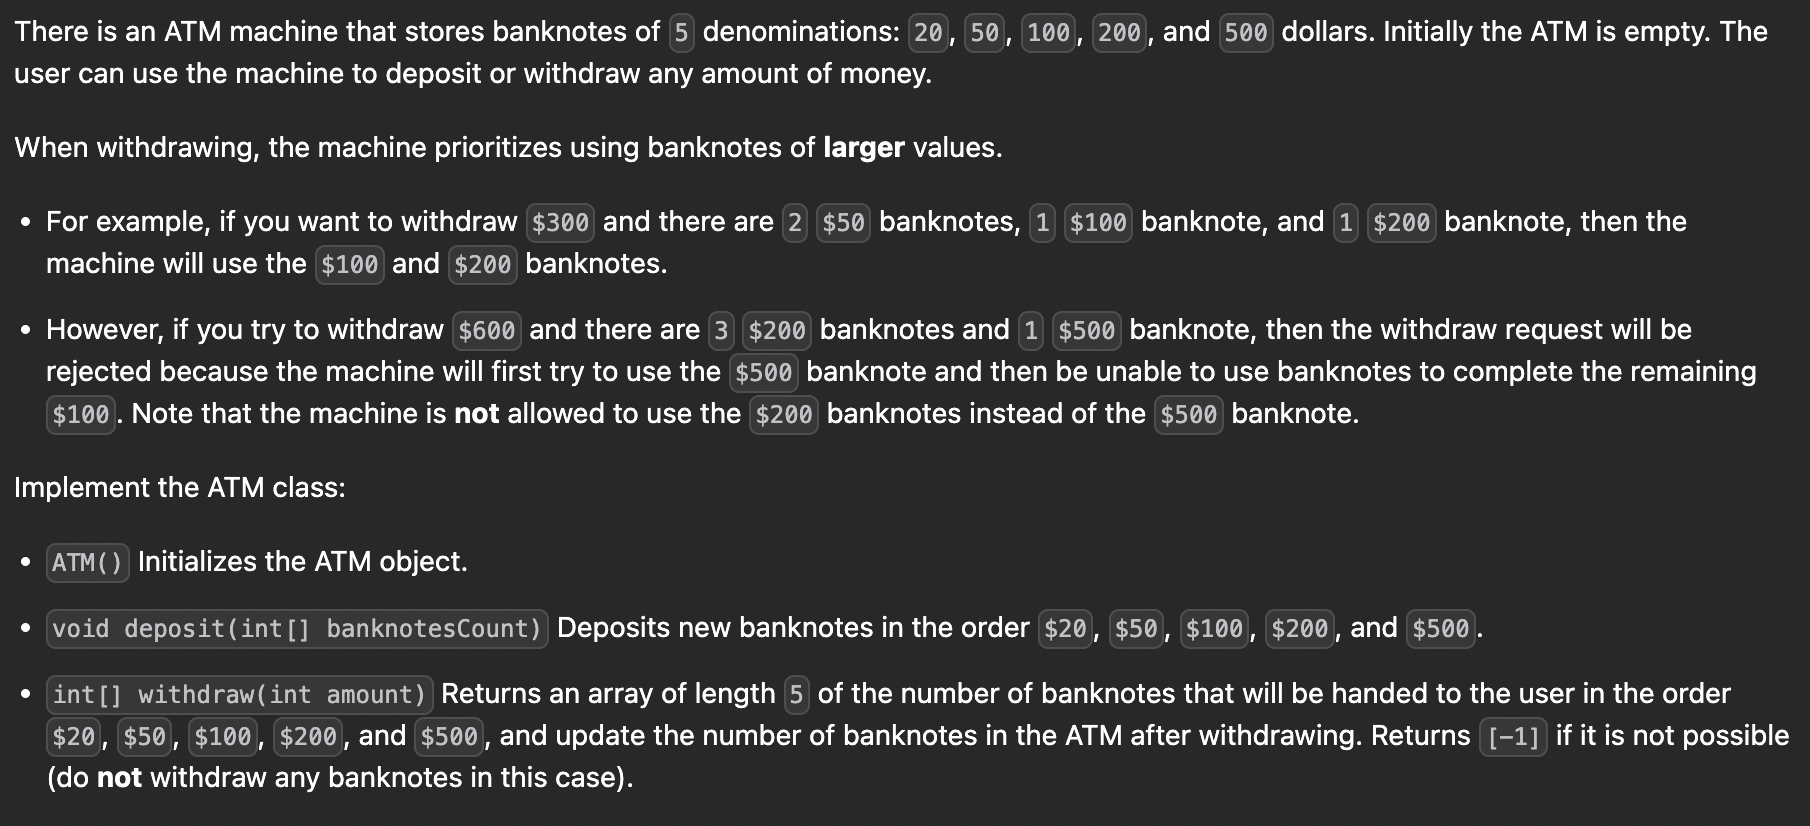 There is an ATM machine that stores banknotes of 5 denominations: 20, 50, 100, 200, and 500 dollars. Initially the ATM is empty. The
user can use the machine to deposit or withdraw any amount of money.
When withdrawing, the machine prioritizes using banknotes of larger values.
• For example, if you want to withdraw $300 and there are 2 $50 banknotes, 1 $100 banknote, and 1 $200 banknote, then the
machine will use the $100 and $200 banknotes.
• However, if you try to withdraw $600 and there are 3 $200 banknotes and 1 $500 banknote, then the withdraw request will be
rejected because the machine will first try to use the $500 banknote and then be unable to use banknotes to complete the remaining
$100. Note that the machine is not allowed to use the $200 banknotes instead of the $500 banknote.
Implement the ATM class:
• ATM() Initializes the ATM object.
• void deposit(int[] banknotesCount) Deposits new banknotes in the order $20, $50, $100, $200, and $500.
• int[] withdraw(int amount) Returns an array of length 5 of the number of banknotes that will be handed to the user in the order
$20, $50, $100, $200, and $500, and update the number of banknotes in the ATM after withdrawing. Returns [-1] if it is not possible
(do not withdraw any banknotes in this case).